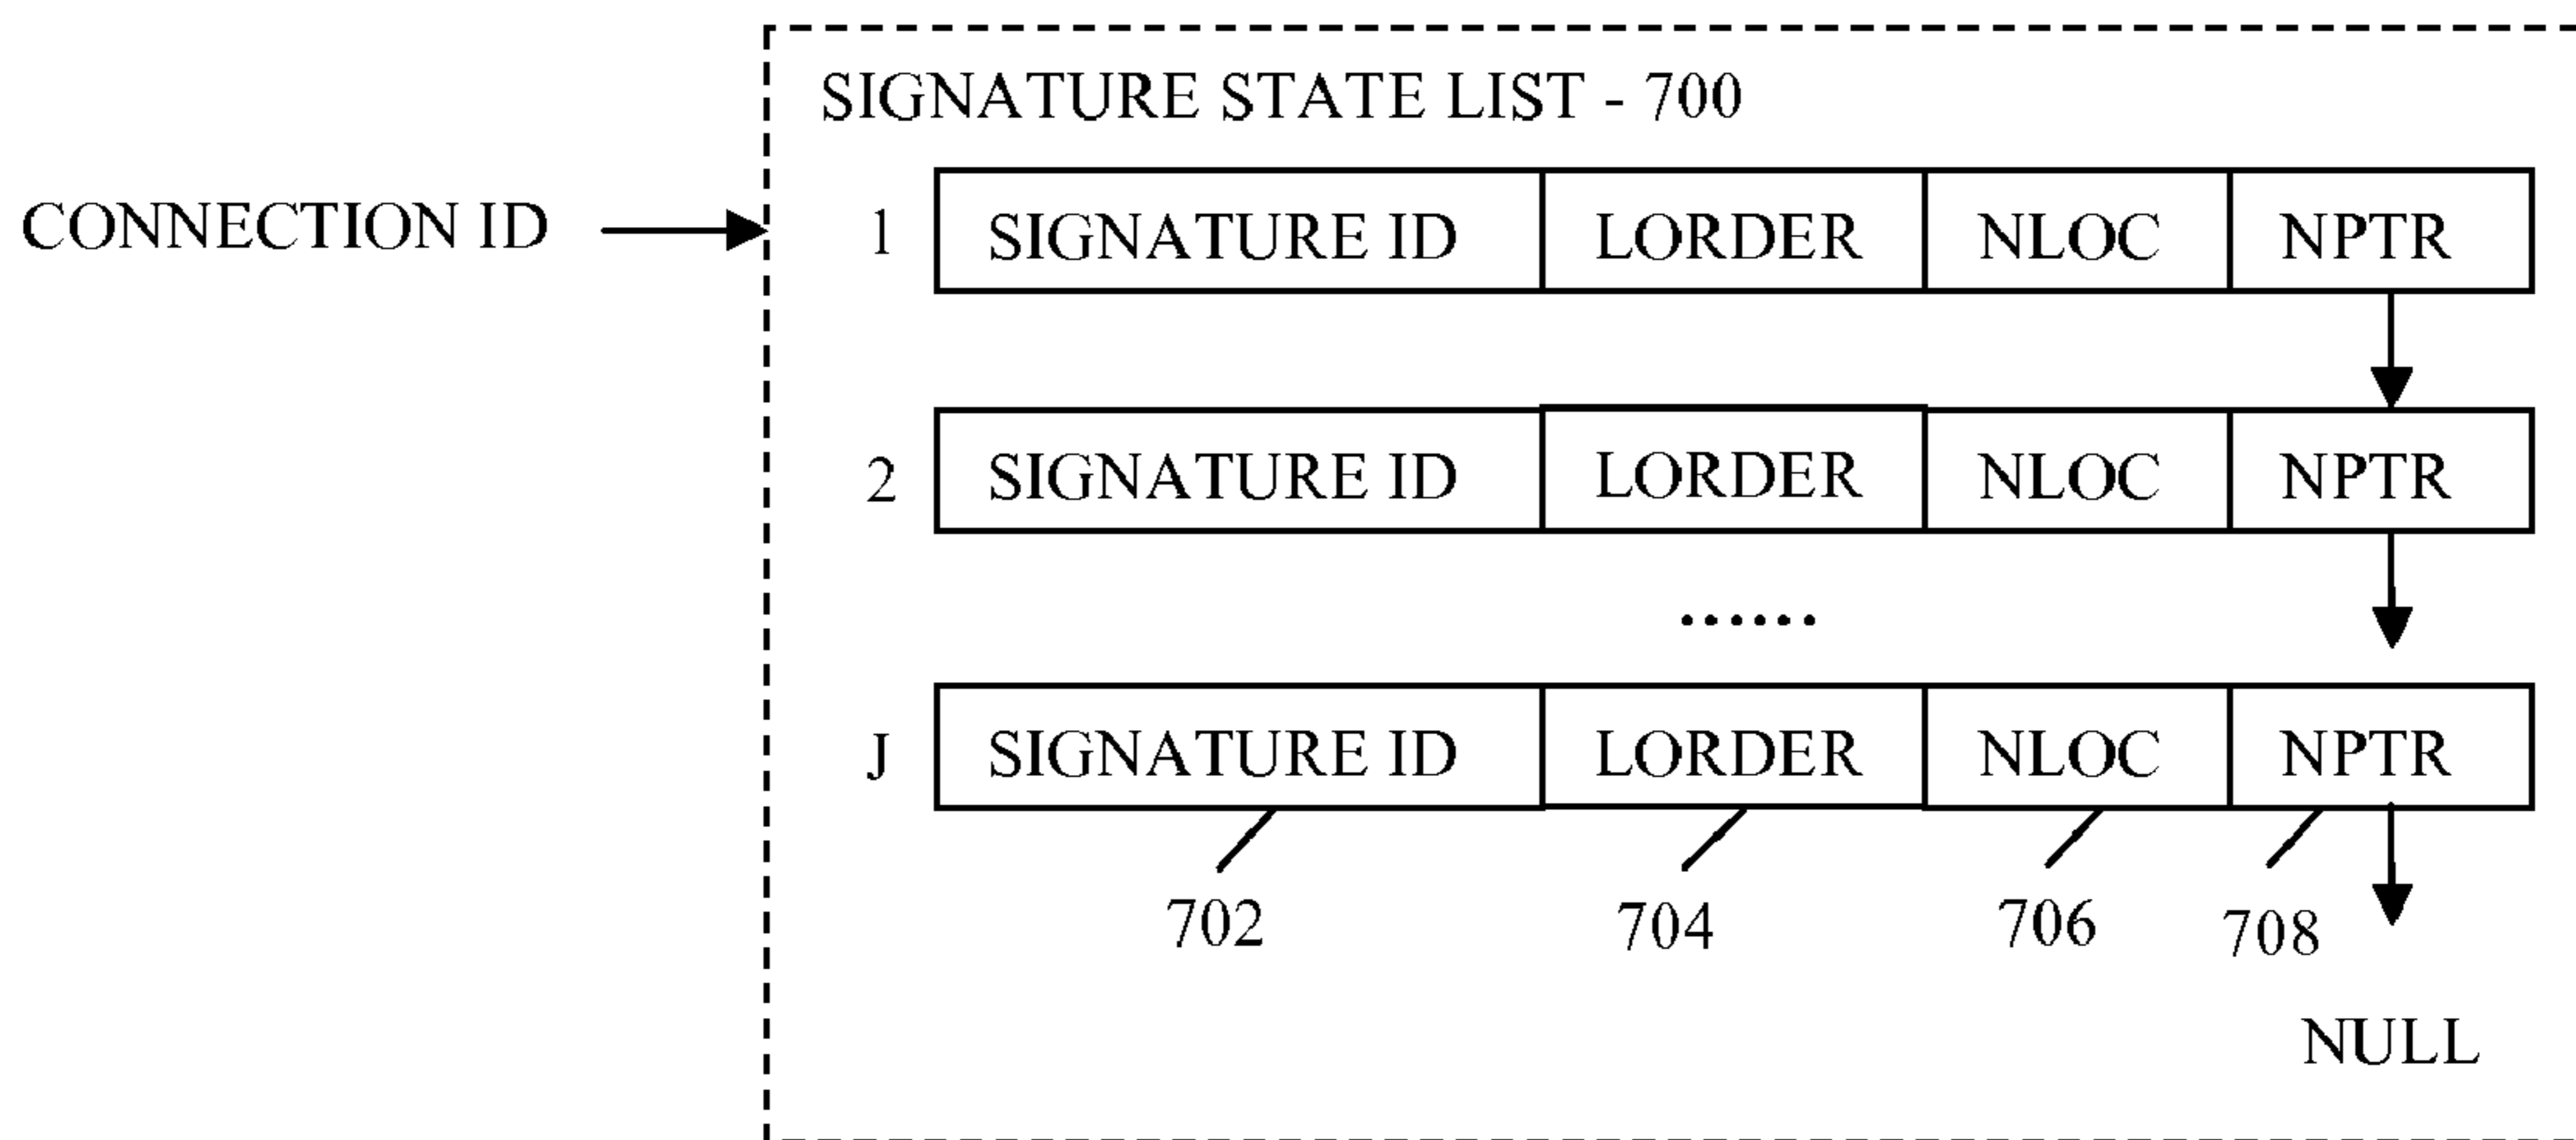 SIGNATURE STATE LIST - 700
CONNECTION ID
1 SIGNATURE ID LORDER NLOC NPTR
2 SIGNATURE ID LORDER NLOC NPTR
......
J SIGNATURE ID LORDER NLOC NPTR
702 704 706 708
NULL